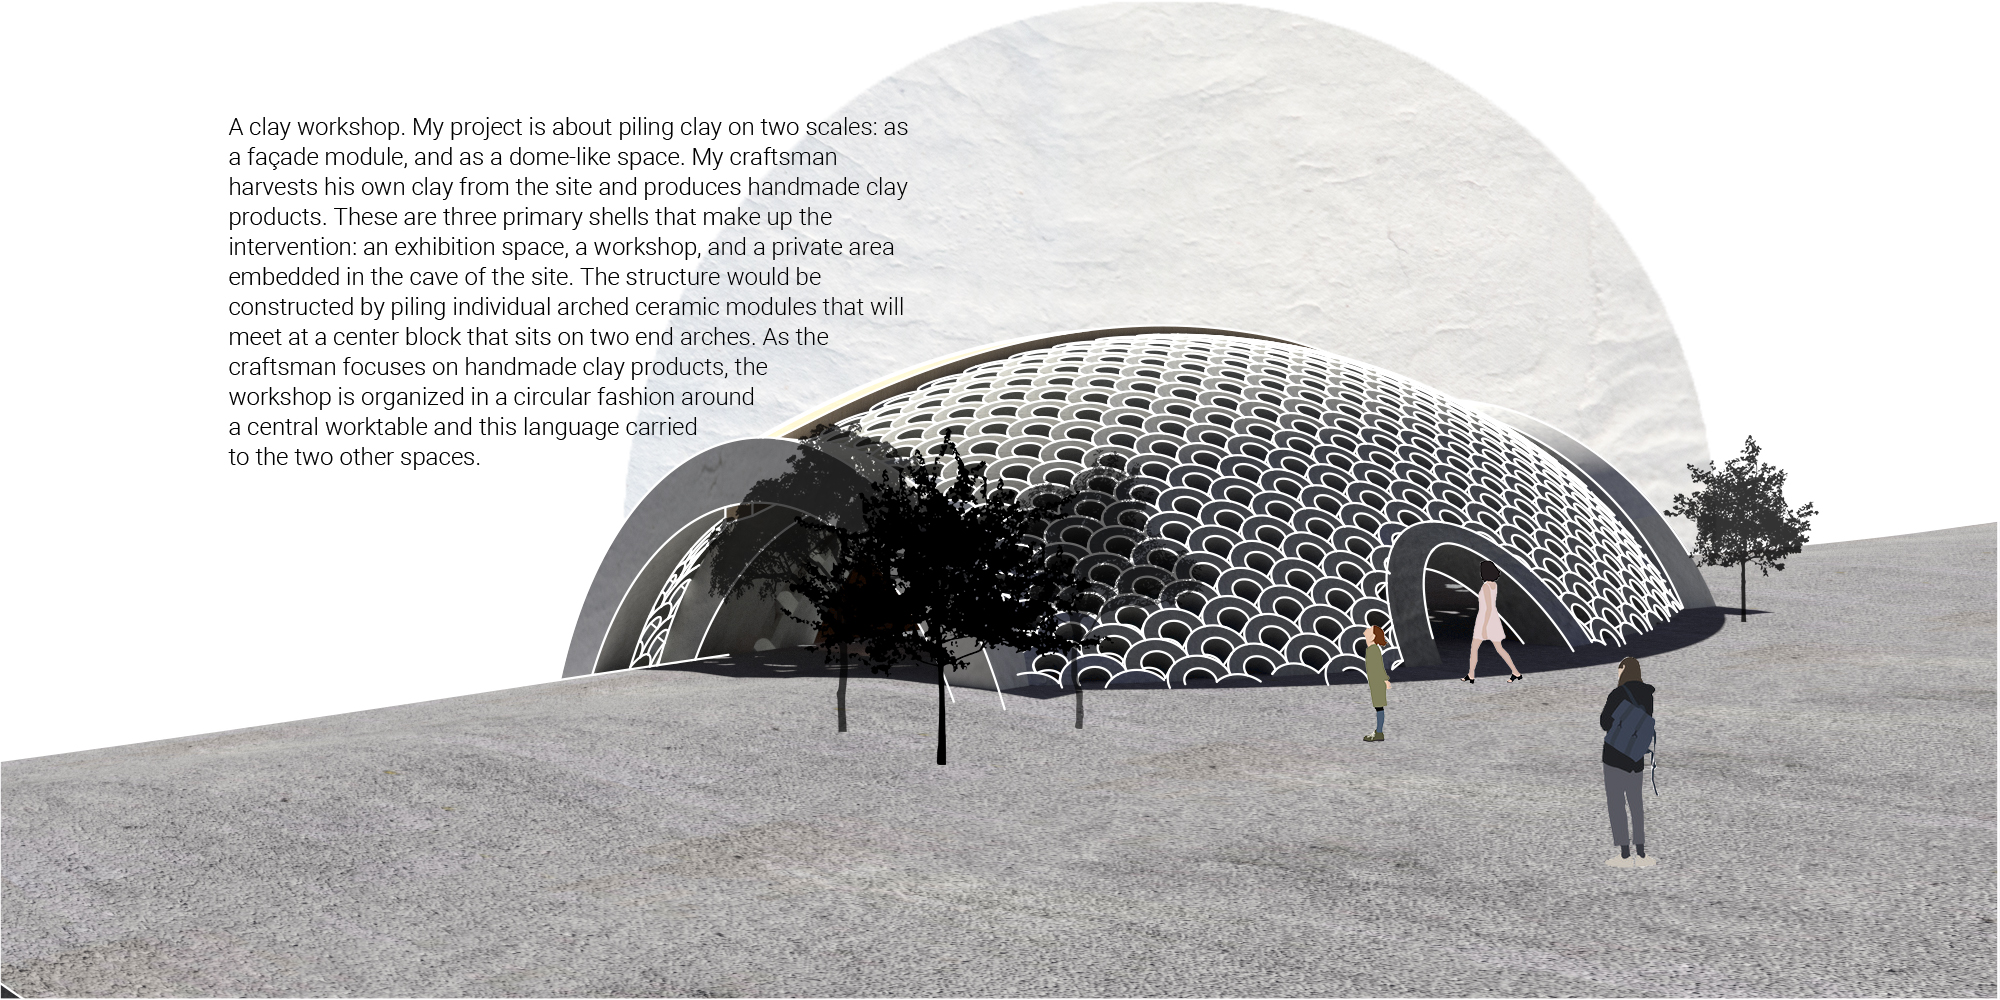 A clay workshop. My project is about piling clay on two scales: as
a façade module, and as a dome-like space. My craftsman
harvests his own clay from the site and produces handmade clay
products. These are three primary shells that make up the
intervention: an exhibition space, a workshop, and a private area
embedded in the cave of the site. The structure would be
constructed by piling individual arched ceramic modules that will
meet at a center block that sits on two end arches. As the
craftsman focuses on handmade clay products, the
workshop is organized in a circular fashion around
a central worktable and this language carried
to the two other spaces.